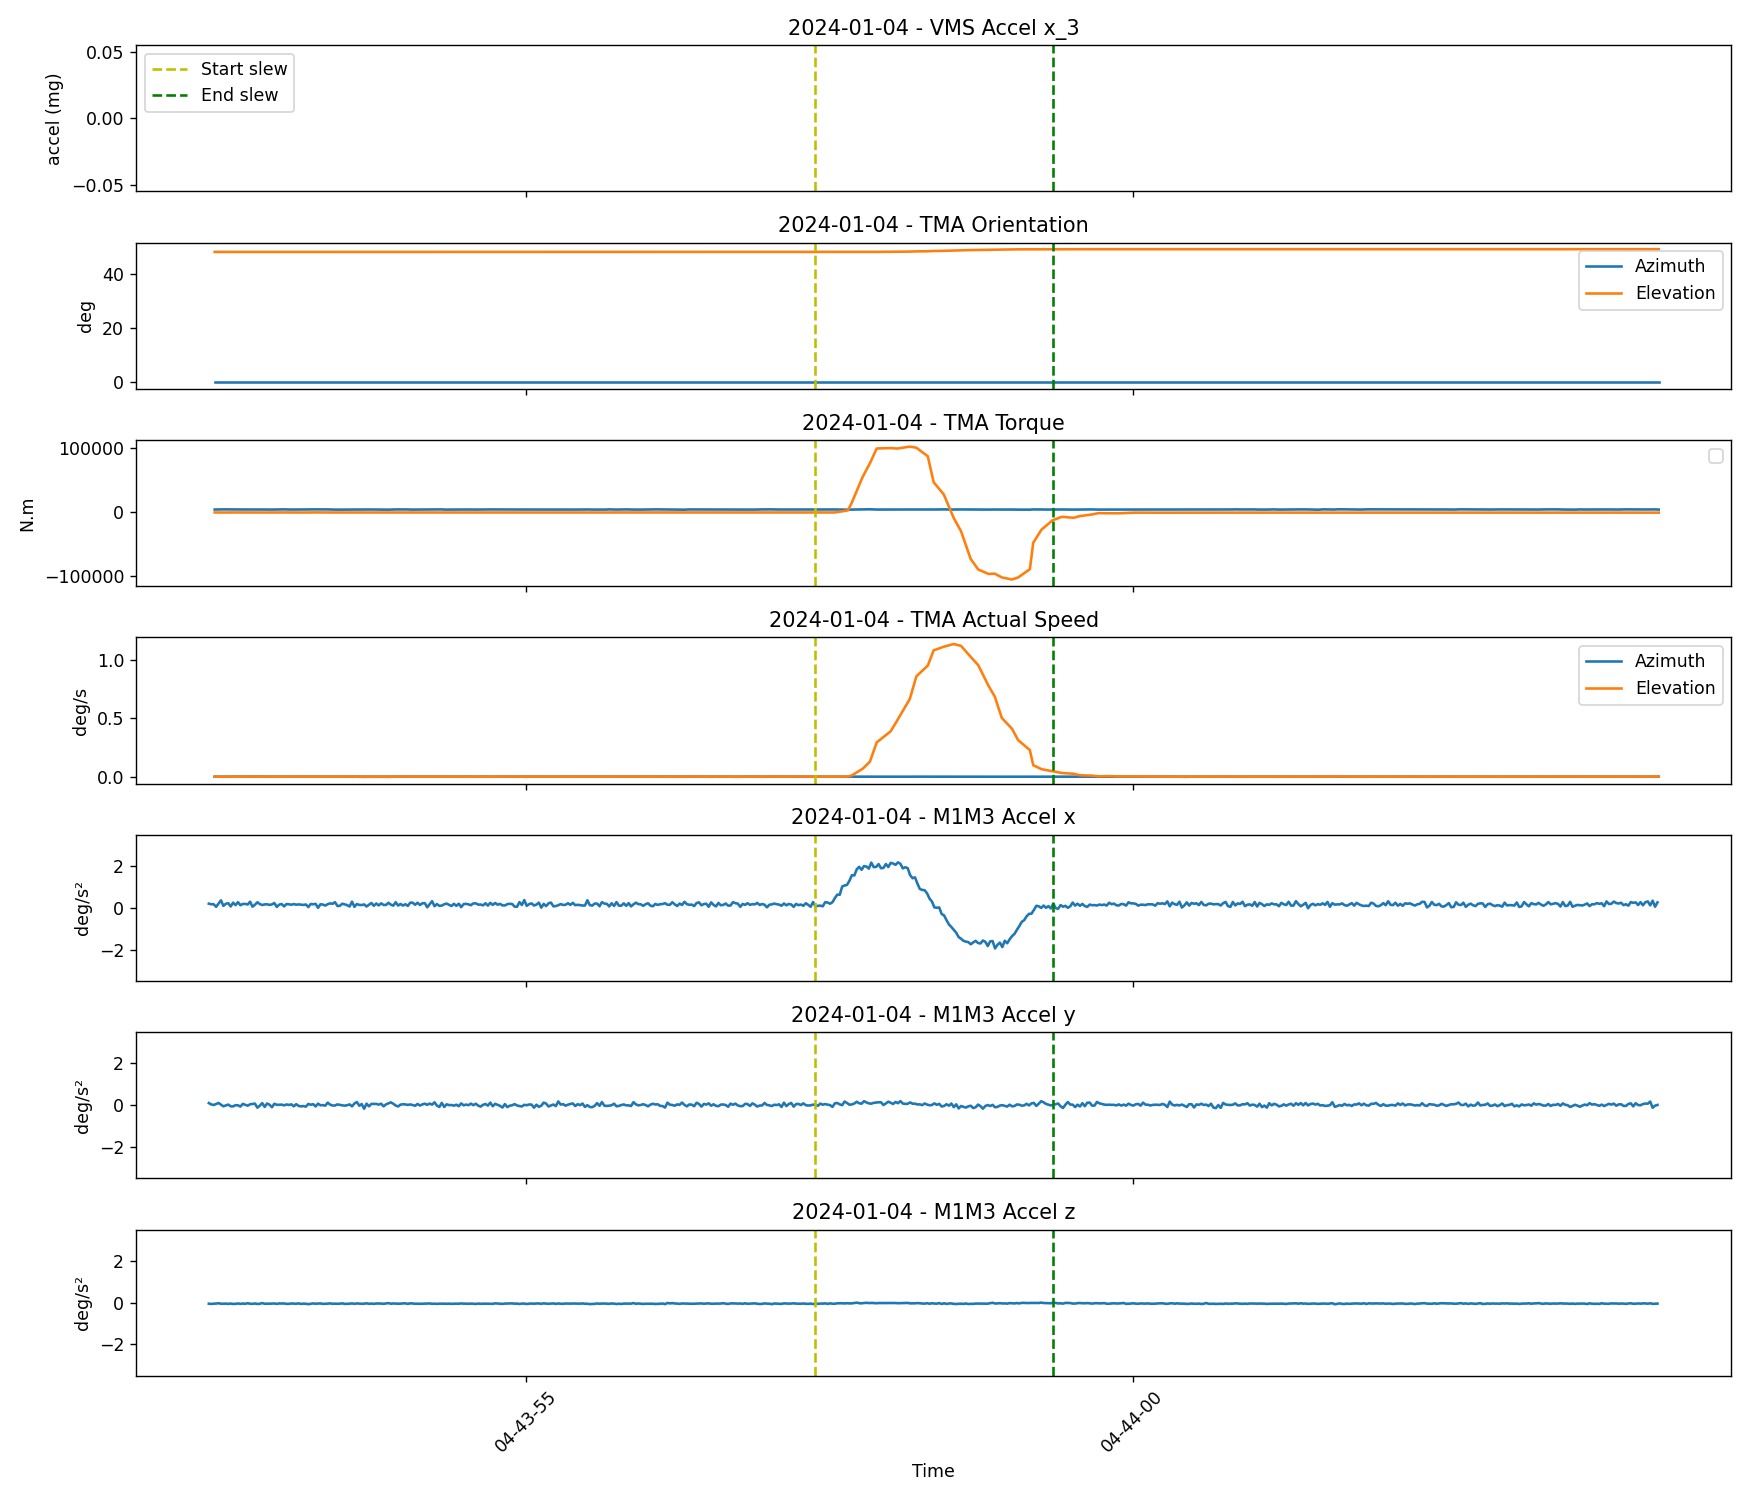 2024-01-04 - VMS Accel x_3
accel (mg)
0.05
0.00
−0.05
Start slew
End slew
2024-01-04 - TMA Orientation
deg
40
20
0
Azimuth
Elevation
2024-01-04 - TMA Torque
N.m
100000
0
−100000
2024-01-04 - TMA Actual Speed
deg/s
1.0
0.5
0.0
Azimuth
Elevation
2024-01-04 - M1M3 Accel x
deg/s²
2
0
−2
2024-01-04 - M1M3 Accel y
deg/s²
2
0
−2
2024-01-04 - M1M3 Accel z
deg/s²
2
0
−2
04-43-55
04-44-00
Time